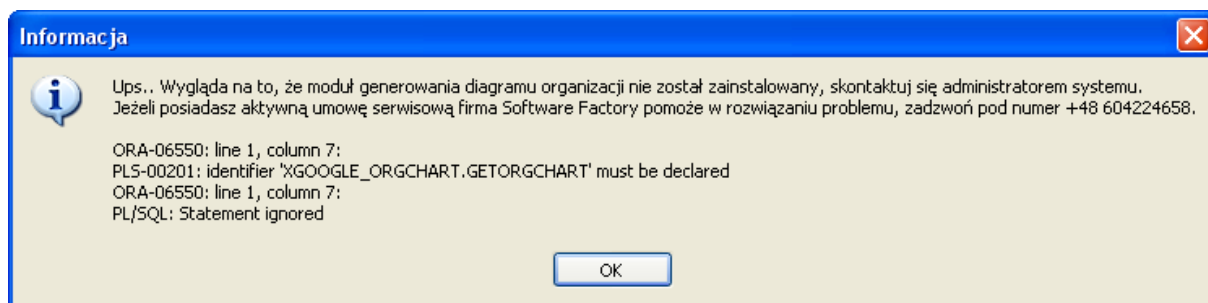 Informacja
Ups.. Wygląda na to, że moduł generowania diagramu organizacji nie został zainstalowany, skontaktuj się administratorem systemu.
Jeżeli posiadasz aktywną umowę serwisową firma Software Factory pomoże w rozwiązaniu problemu, zadzwoń pod numer +48 604224658.
ORA-06550: line 1, column 7:
PLS-00201: identifier 'XGOOGLE_ORGCHART.GETORGCHART' must be declared
ORA-06550: line 1, column 7:
PL/SQL: Statement ignored
OK